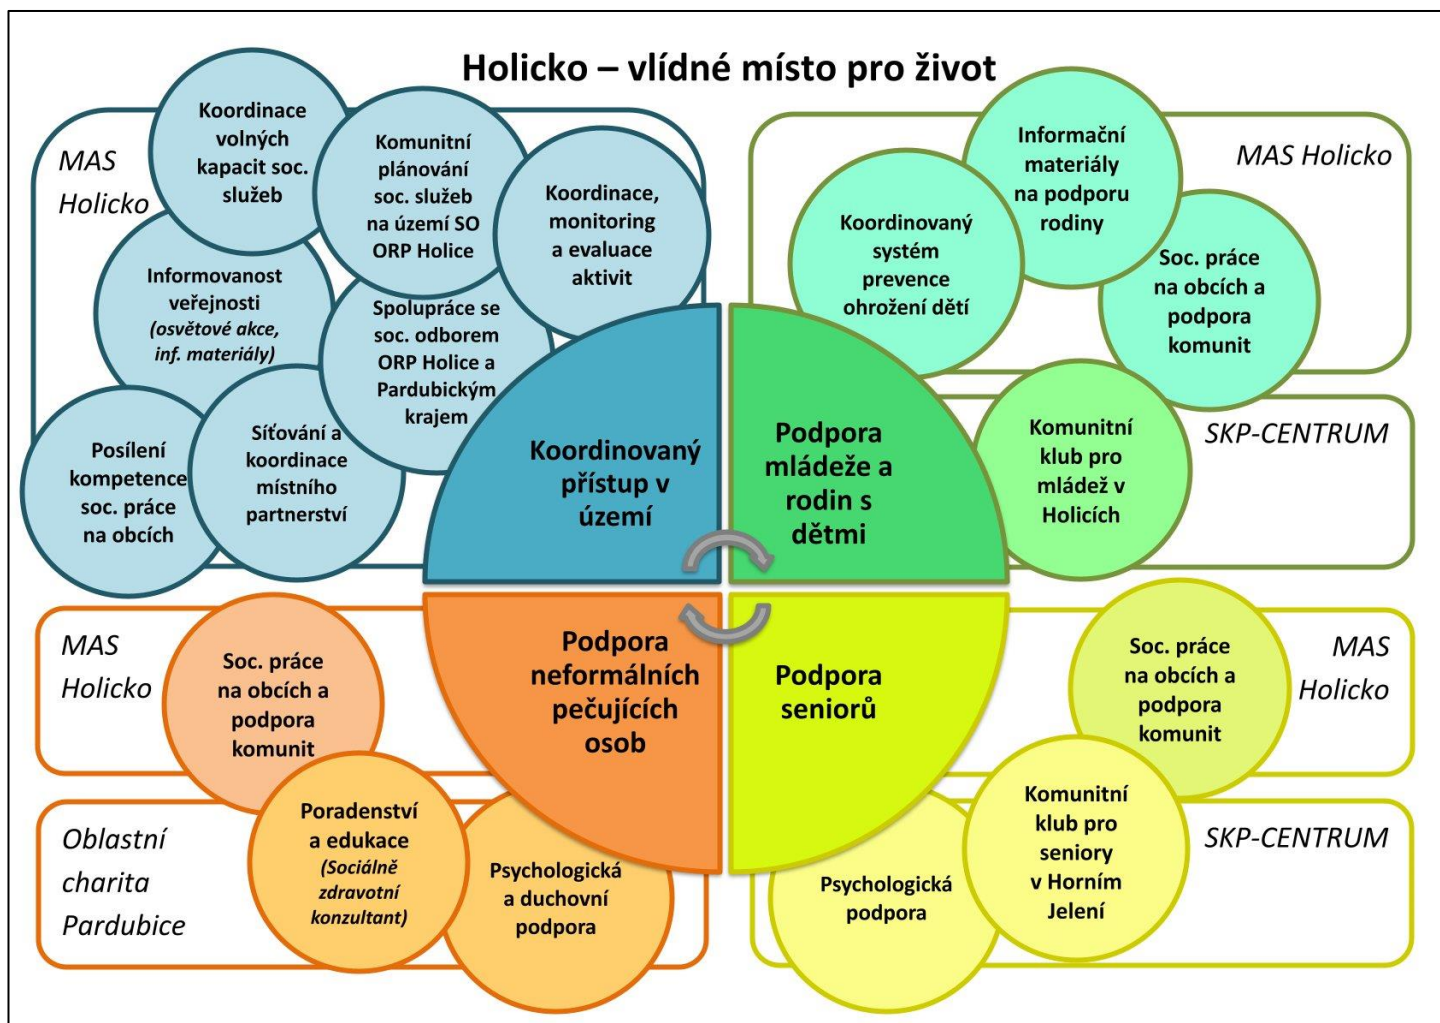 Holicko – vlídné místo pro život
MAS
Holicko
Koordinace
volných
kapacit soc.
služeb
Komunitní
plánování
soc. služeb
na území SO
ORP Holice
Koordinace,
monitoring
a evaluace
aktivit
Informovanost
veřejnosti
(osvětové akce,
inf. materiály)
Spolupráce se
soc. odborem
ORP Holice a
Pardubickým
krajem
Posílení
kompetence
soc. práce
na obcích
Síťování a
koordinace
místního
partnerství
Koordinovaný
přístup v
území
MAS Holicko
Informační
materiály
na podporu
rodiny
Koordinovaný
systém
prevence
ohrožení dětí
Soc. práce
na obcích a
podpora
komunit
SKP-CENTRUM
Komunitní
klub pro
mládež v
Holicích
Podpora
mládeže a
rodin s
dětmi
MAS
Holicko
Soc. práce
na obcích a
podpora
komunit
Podpora
neformálních
pečujících
osob
Oblastní
charita
Pardubice
Poradenství
a edukace
(Sociálně
zdravotní
konzultant)
Psychologická
a duchovní
podpora
Podpora
seniorů
Soc. práce
na obcích a
podpora
komunit
MAS
Holicko
Komunitní
klub pro
seniory
v Horním
Jelení
SKP-CENTRUM
Psychologická
podpora